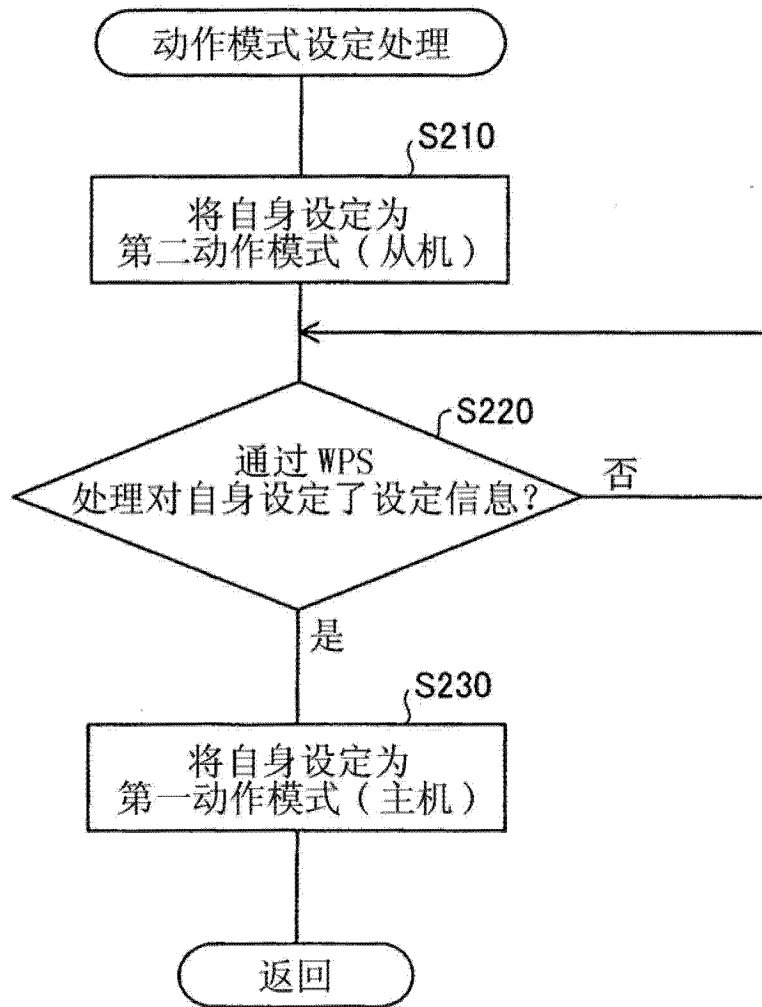 动作模式设定处理
S210
将自身设定为
第二动作模式(从机)
S220
通过 WPS
处理对自身设定了设定信息?
否
是
S230
将自身设定为
第一动作模式(主机)
返回